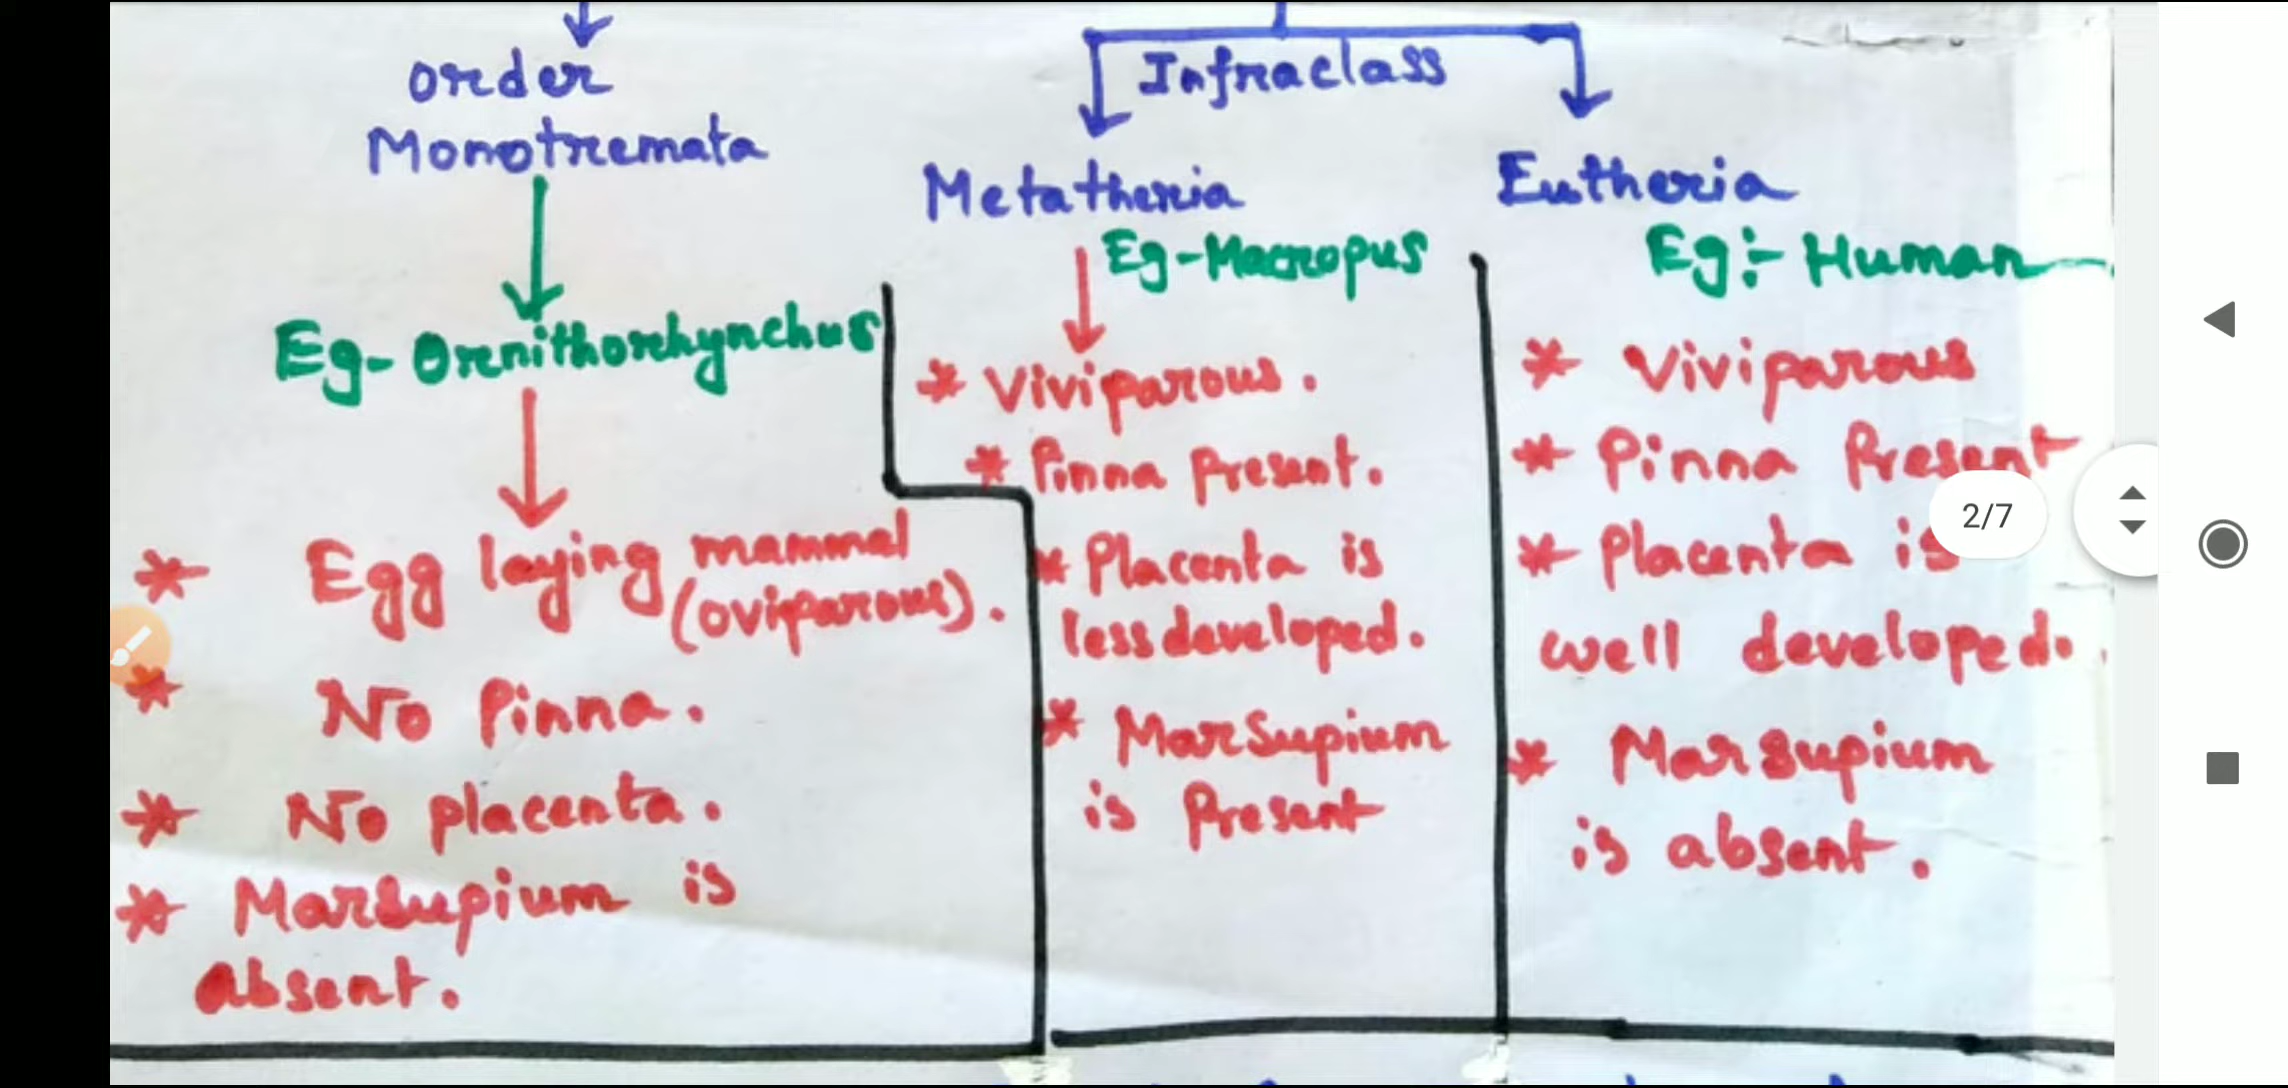 order
Monotremata
Eg- Ornithorhynchus
* Egg laying mammal
(oviparous).
* No Pinna.
* No placenta.
* Marsupium is
absent.
Infraclass
Metatheria
Eg-Macropus
* Viviparous.
* Pinna Present.
* Placenta is
less developed.
* Marsupium
is Present
Eutheria
Eg:- Human
* Viviparous
* Pinna Present
* Placenta is
well developed.
* Marsupium
is absent.
2/7